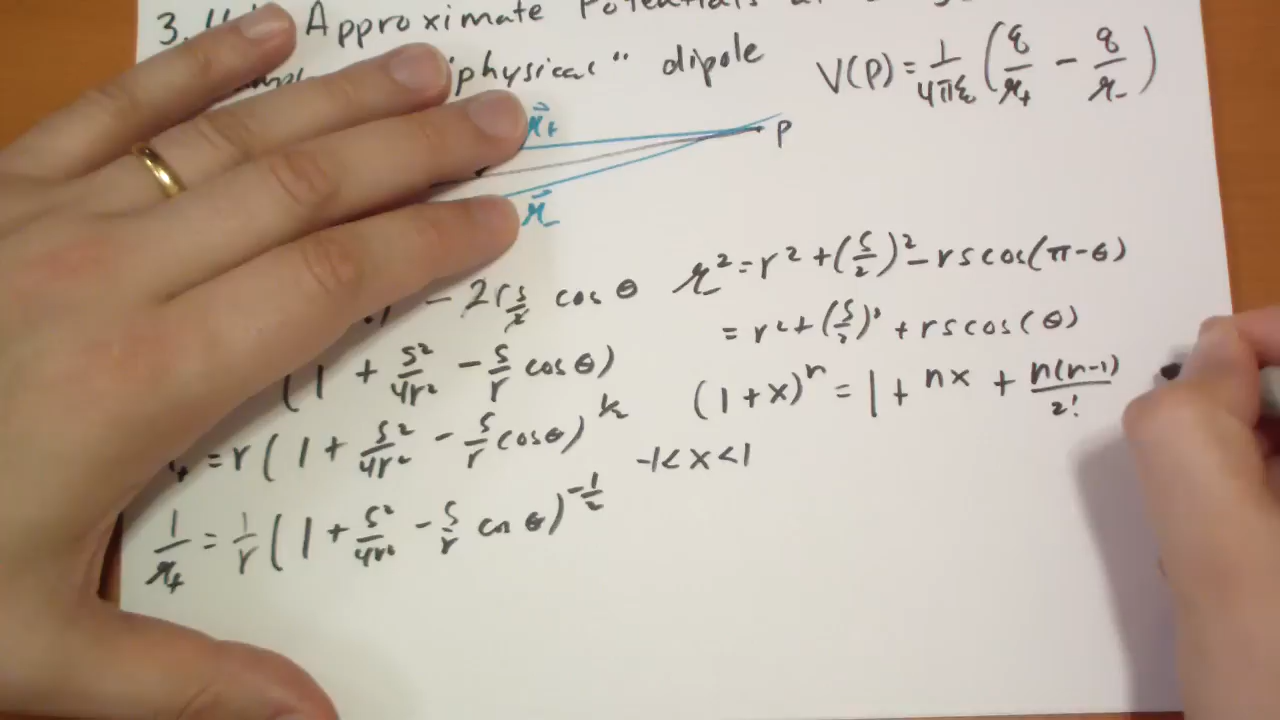 3. Approximate Potentials at
"physical" dipole
V(P) = 1/4πε₀ (q/𝓇₊ - q/𝓇₋)
𝓇⃗₊
P
𝓇⃗₋
- 2r s/2 cos θ
𝓇₋² = r² + (s/2)² - rs cos(π-θ)
= r² + (s/2)² + rs cos(θ)
(1 + s²/4r² - s/r cos θ)
(1+x)ⁿ = 1 + nx + n(n-1)/2!
₊ = r (1 + s²/4r² - s/r cos θ)^1/2
-1<x<1
1/𝓇₊ = 1/r (1 + s²/4r² - s/r cos θ)^-1/2